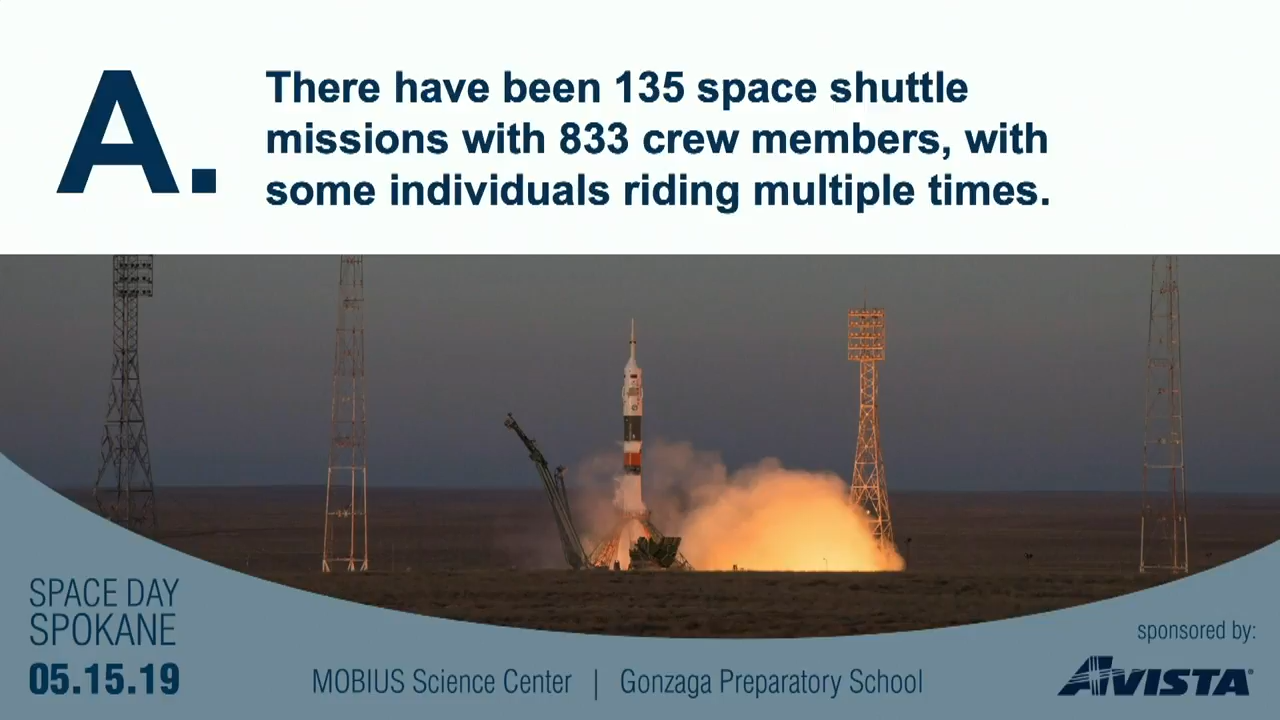 A.
There have been 135 space shuttle
missions with 833 crew members, with
some individuals riding multiple times.
SPACE DAY
SPOKANE
05.15.19
MOBIUS Science Center | Gonzaga Preparatory School
sponsored by:
AVISTA®